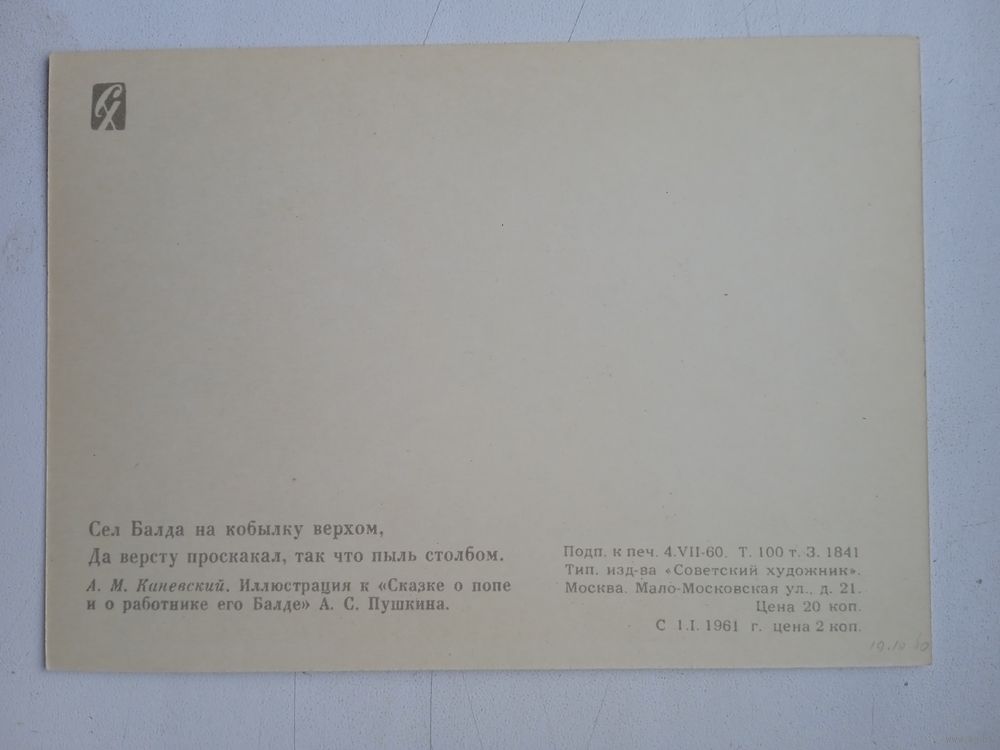 СХ
Сел Балда на кобылку верхом,
Да версту проскакал, так что пыль столбом.
А. М. Каневский. Иллюстрация к «Сказке о попе
и о работнике его Балде» А. С. Пушкина.
Подп. к печ. 4.VII-60. Т. 100 т. З. 1841
Тип. изд-ва «Советский художник».
Москва. Мало-Московская ул., д. 21.
Цена 20 коп.
С 1.I. 1961 г. цена 2 коп.